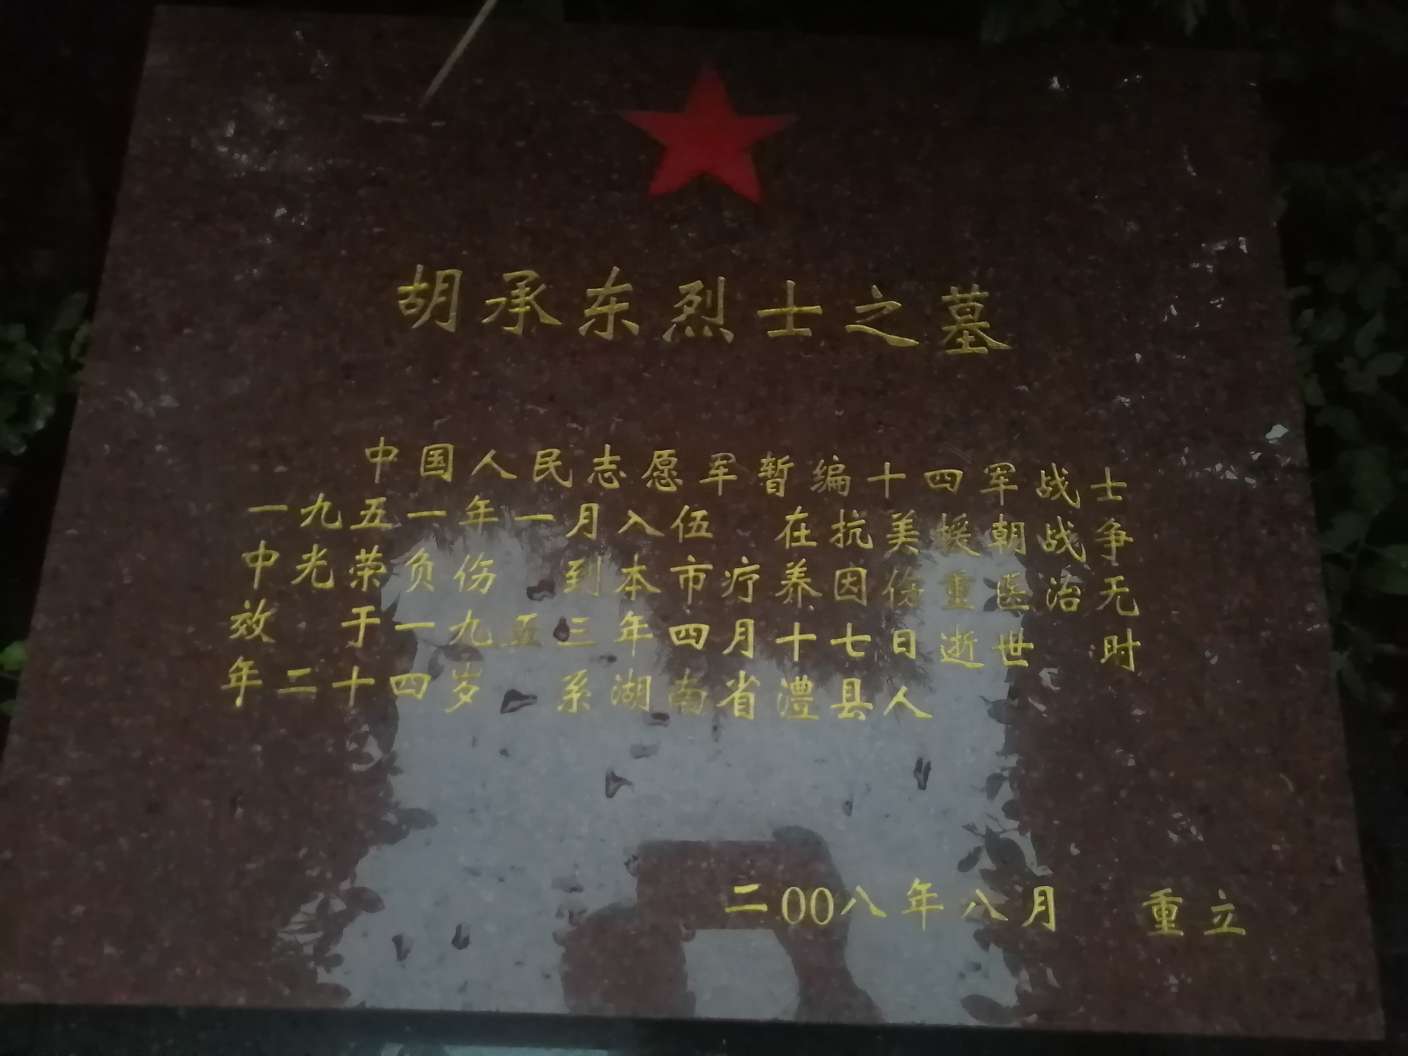 胡承东烈士之墓
中国人民志愿军暂编十四军战士
一九五一年一月入伍 在抗美援朝战争
中光荣负伤 到本市疗养因伤重医治无
效 于一九五三年四月十七日逝世 时
年二十四岁 系湖南省澧县人
二00八年八月 重立